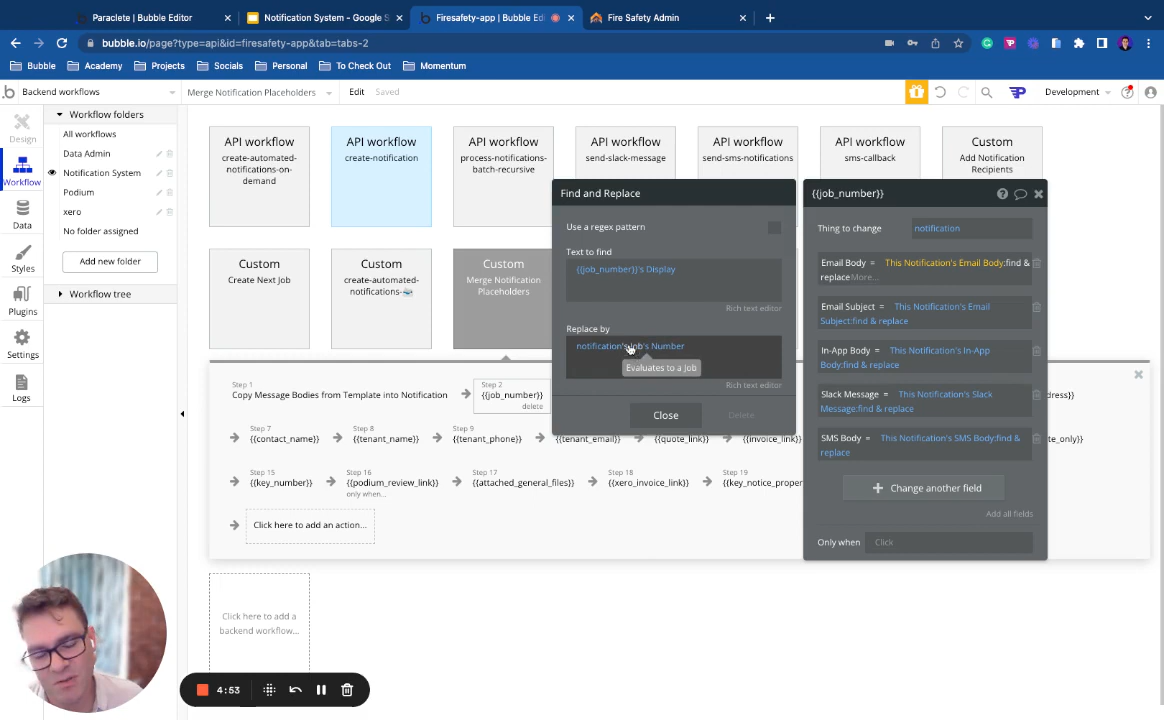 Paraclete | Bubble Editor
Notification System - Google S
Firesafety-app | Bubble Edi
Fire Safety Admin
bubble.io/page?type=api&id=firesafety-app&tab=tabs-2
Bubble
Academy
Projects
Socials
Personal
To Check Out
Momentum
Backend workflows
Merge Notification Placeholders
Edit
Saved
Development
Design
Workflow
Data
Styles
Plugins
Settings
Logs
Workflow folders
All workflows
Data Admin
Notification System
Podium
xero
No folder assigned
Add new folder
Workflow tree
API workflow
create-automated-
notifications-on-
demand
API workflow
create-notification
API workflow
process-notifications-
batch-recursive
API workflow
send-slack-message
API workflow
send-sms-notifications
API workflow
sms-callback
Custom
Add Notification
Recipients
Custom
Create Next Job
Custom
create-automated-
notifications-
Custom
Merge Notification
Placeholders
Find and Replace
Use a regex pattern
Text to find
{{job_number}}'s Display
Rich text editor
Replace by
notification's Job's Number
Evaluates to a Job
Rich text editor
Close
Delete
{{job_number}}
Thing to change
notification
Email Body = This Notification's Email Body:find &
replaceMore...
Email Subject = This Notification's Email
Subject:find & replace
In-App Body = This Notification's In-App
Body:find & replace
Slack Message = This Notification's Slack
Message:find & replace
SMS Body = This Notification's SMS Body:find &
replace
Change another field
Add all fields
Only when
Click
Step 1
Copy Message Bodies from Template into Notification
Step 2
{{job_number}}
delete
dress}}
Step 7
{{contact_name}}
Step 8
{{tenant_name}}
Step 9
{{tenant_phone}}
{{tenant_email}}
{{quote_link}}
{{invoice_link}}
te_only}}
Step 15
{{key_number}}
Step 16
{{podium_review_link}}
only when...
Step 17
{{attached_general_files}}
Step 18
{{xero_invoice_link}}
Step 19
{{key_notice_proper
Click here to add an action...
Click here to add a
backend workflow...
4:53